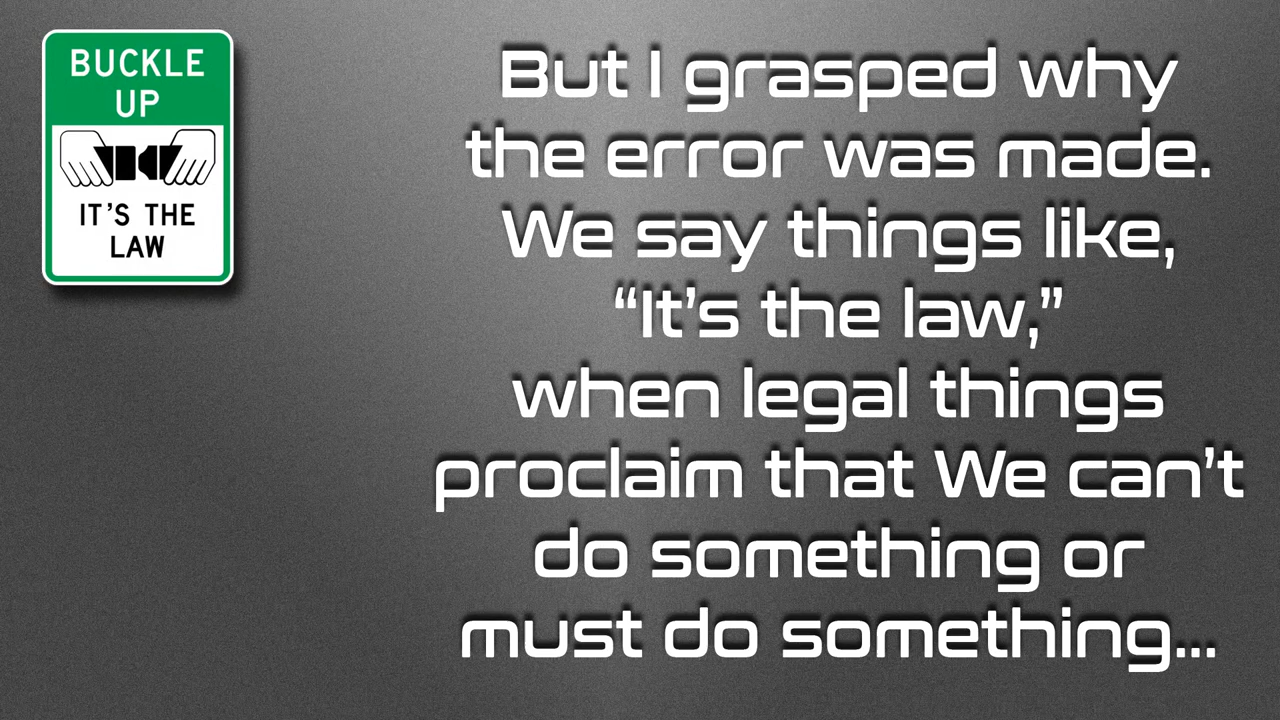 BUCKLE
UP
IT'S THE
LAW
But I grasped why
the error was made.
We say things like,
“It’s the law,”
when legal things
proclaim that We can’t
do something or
must do something...